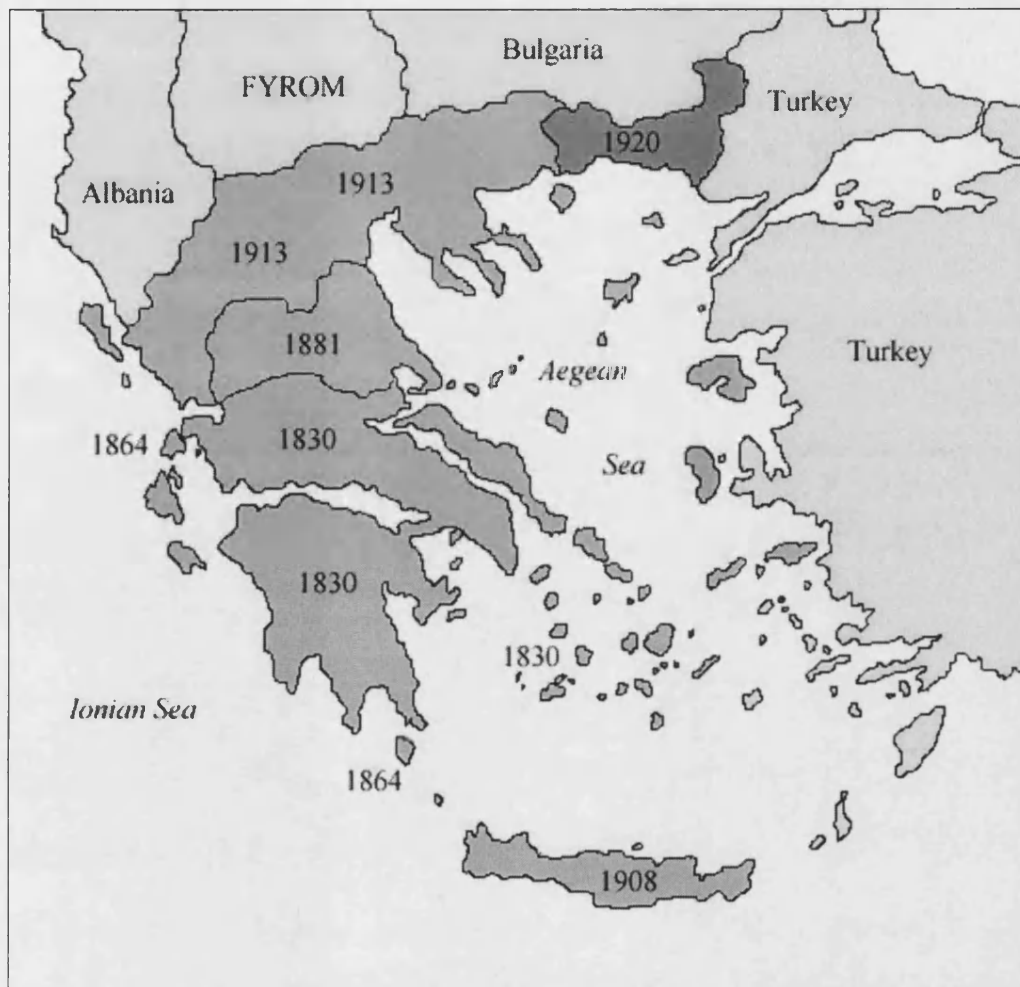 Bulgaria
FYROM
Turkey
1920
Albania
1913
1913
1881
Turkey
Aegean
1864
1830
Sea
1830
1830
Ionian Sea
1864
1908